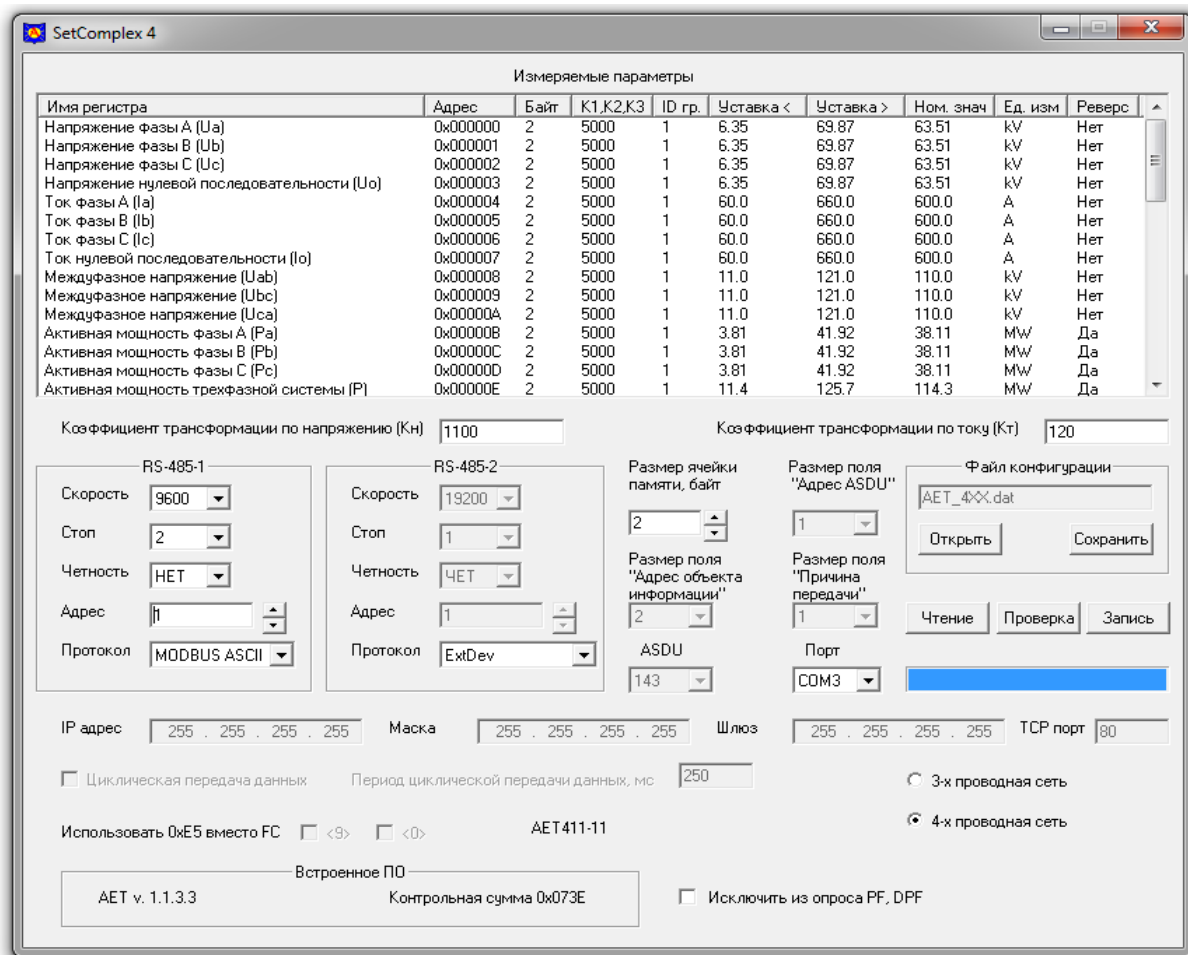 SetComplex 4
Измеряемые параметры
Имя регистра Адрес Байт K1,K2,K3 ID гр. Уставка < Уставка > Ном. знач Ед. изм Реверс
Напряжение фазы A (Ua) 0x000000 2 5000 1 6.35 69.87 63.51 kV Нет
Напряжение фазы B (Ub) 0x000001 2 5000 1 6.35 69.87 63.51 kV Нет
Напряжение фазы C (Uc) 0x000002 2 5000 1 6.35 69.87 63.51 kV Нет
Напряжение нулевой последовательности (Uo) 0x000003 2 5000 1 6.35 69.87 63.51 kV Нет
Ток фазы A (Ia) 0x000004 2 5000 1 60.0 660.0 600.0 A Нет
Ток фазы B (Ib) 0x000005 2 5000 1 60.0 660.0 600.0 A Нет
Ток фазы C (Ic) 0x000006 2 5000 1 60.0 660.0 600.0 A Нет
Ток нулевой последовательности (Io) 0x000007 2 5000 1 60.0 660.0 600.0 A Нет
Междуфазное напряжение (Uab) 0x000008 2 5000 1 11.0 121.0 110.0 kV Нет
Междуфазное напряжение (Ubc) 0x000009 2 5000 1 11.0 121.0 110.0 kV Нет
Междуфазное напряжение (Uca) 0x00000A 2 5000 1 11.0 121.0 110.0 kV Нет
Активная мощность фазы A (Pa) 0x00000B 2 5000 1 3.81 41.92 38.11 MW Да
Активная мощность фазы B (Pb) 0x00000C 2 5000 1 3.81 41.92 38.11 MW Да
Активная мощность фазы C (Pc) 0x00000D 2 5000 1 3.81 41.92 38.11 MW Да
Активная мощность трехфазной системы (P) 0x00000E 2 5000 1 11.4 125.7 114.3 MW Да
Коэффициент трансформации по напряжению (Кн) 1100 Коэффициент трансформации по току (Кт) 120
RS-485-1
Скорость 9600
Стоп 2
Четность НЕТ
Адрес 1
Протокол MODBUS ASCII
RS-485-2
Скорость 19200
Стоп 1
Четность ЧЕТ
Адрес 1
Протокол ExtDev
Размер ячейки
памяти, байт
2
Размер поля
"Адрес объекта
информации"
2
ASDU
143
Размер поля
"Адрес ASDU"
1
Размер поля
"Причина
передачи"
1
Порт
COM3
Файл конфигурации
AET_4XX.dat
Открыть Сохранить
Чтение Проверка Запись
IP адрес 255 . 255 . 255 . 255 Маска 255 . 255 . 255 . 255 Шлюз 255 . 255 . 255 . 255 TCP порт 80
Циклическая передача данных Период циклической передачи данных, мс 250 3-х проводная сеть
Использовать 0xE5 вместо FC <9> <0> AET411-11 4-х проводная сеть
Встроенное ПО
AET v. 1.1.3.3 Контрольная сумма 0x073E
Исключить из опроса PF, DPF